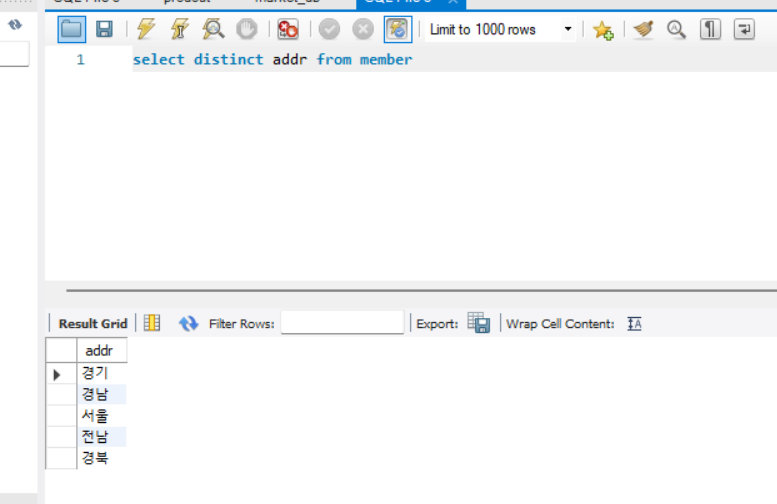 Limit to 1000 rows
1 select distinct addr from member
Result Grid Filter Rows: Export: Wrap Cell Content:
addr
경기
경남
서울
전남
경북